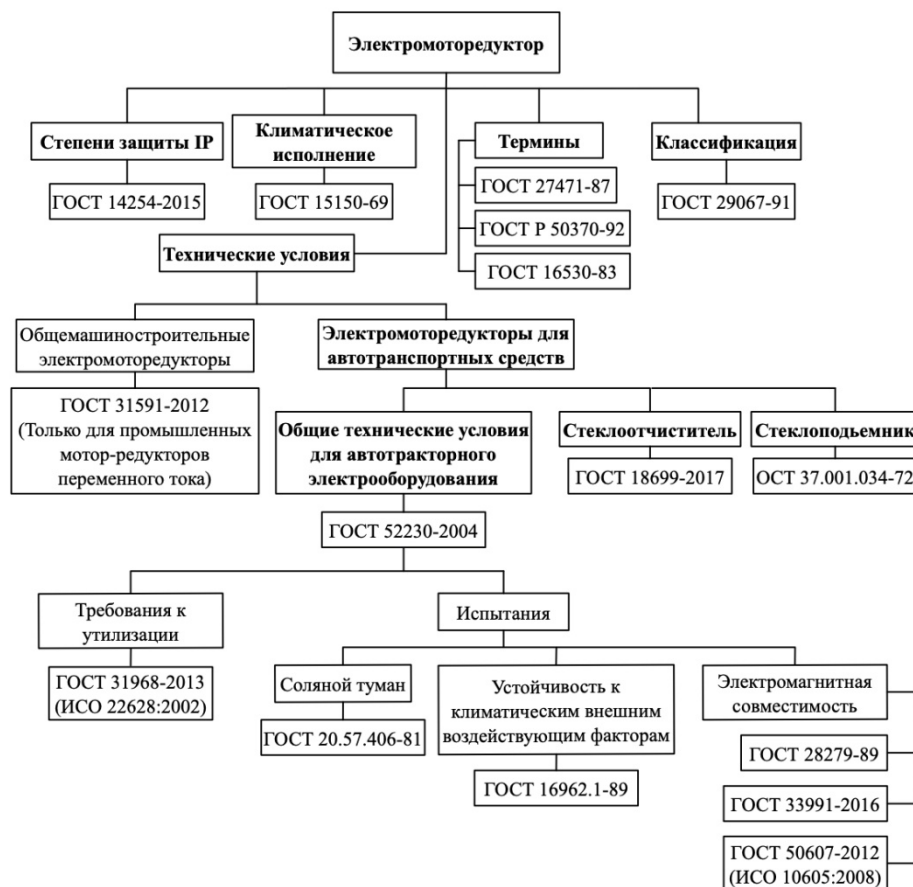 Электромоторедуктор
Степени защиты IP
Климатическое
исполнение
Термины
Классификация
ГОСТ 14254-2015
ГОСТ 15150-69
ГОСТ 27471-87
ГОСТ 29067-91
ГОСТ Р 50370-92
ГОСТ 16530-83
Технические условия
Общемашиностроительные
электромоторедукторы
Электромоторедукторы для
автотранспортных средств
ГОСТ 31591-2012
(Только для промышленных
мотор-редукторов
переменного тока)
Общие технические условия
для автотракторного
электрооборудования
Стеклоотчиститель
Стеклоподьемник
ГОСТ 18699-2017
ОСТ 37.001.034-72
ГОСТ 52230-2004
Требования к
утилизации
Испытания
ГОСТ 31968-2013
(ИСО 22628:2002)
Соляной туман
Устойчивость к
климатическим внешним
воздействующим факторам
Электромагнитная
совместимость
ГОСТ 20.57.406-81
ГОСТ 16962.1-89
ГОСТ 28279-89
ГОСТ 33991-2016
ГОСТ 50607-2012
(ИСО 10605:2008)